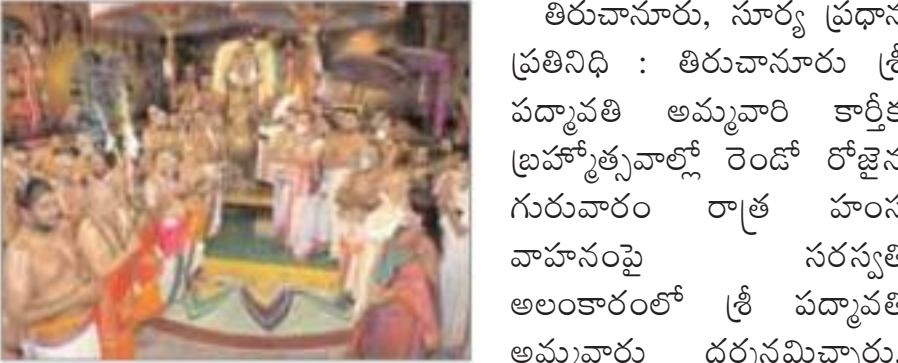 తిరుచానూరు, సూర్య ప్రధాన
ప్రతినిధి : తిరుచానూరు శ్రీ
పద్మావతి అమ్మవారి కార్తీక
బ్రహ్మోత్సవాల్లో రెండో రోజైన
గురువారం రాత్ర హంస
వాహనంపై సరస్వతి
అలంకారంలో శ్రీ పద్మావతి
అమ్మవారు దర్శనమిచ్చారు.